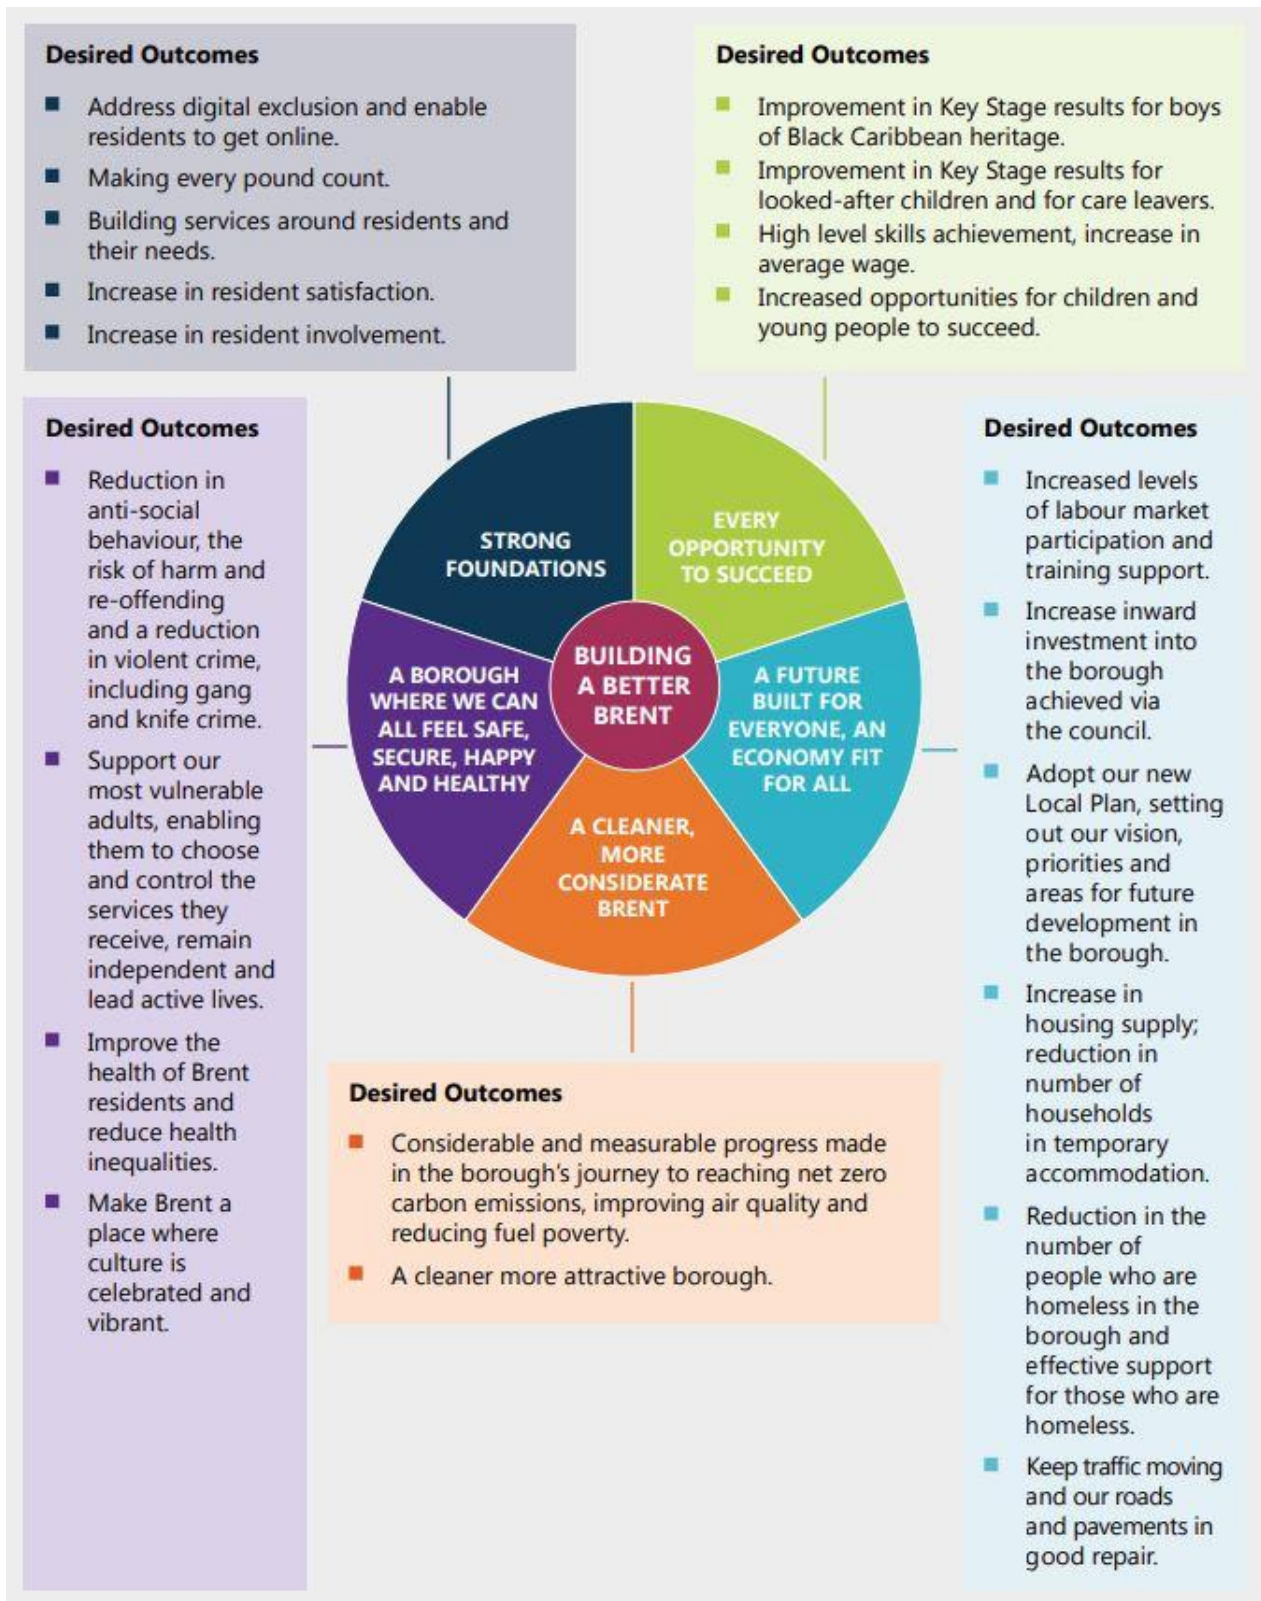 Desired Outcomes
Address digital exclusion and enable
residents to get online.
Making every pound count.
Building services around residents and
their needs.
Increase in resident satisfaction.
Increase in resident involvement.
Desired Outcomes
Improvement in Key Stage results for boys
of Black Caribbean heritage.
Improvement in Key Stage results for
looked-after children and for care leavers.
High level skills achievement, increase in
average wage.
Increased opportunities for children and
young people to succeed.
Desired Outcomes
Reduction in
anti-social
behaviour, the
risk of harm and
re-offending
and a reduction
in violent crime,
including gang
and knife crime.
Support our
most vulnerable
adults, enabling
them to choose
and control the
services they
receive, remain
independent and
lead active lives.
Improve the
health of Brent
residents and
reduce health
inequalities.
Make Brent a
place where
culture is
celebrated and
vibrant.
STRONG
FOUNDATIONS
EVERY
OPPORTUNITY
TO SUCCEED
A BOROUGH
WHERE WE CAN
ALL FEEL SAFE,
SECURE, HAPPY
AND HEALTHY
BUILDING
A BETTER
BRENT
A FUTURE
BUILT FOR
EVERYONE, AN
ECONOMY FIT
FOR ALL
A CLEANER,
MORE
CONSIDERATE
BRENT
Desired Outcomes
Considerable and measurable progress made
in the borough's journey to reaching net zero
carbon emissions, improving air quality and
reducing fuel poverty.
A cleaner more attractive borough.
Desired Outcomes
Increased levels
of labour market
participation and
training support.
Increase inward
investment into
the borough
achieved via
the council.
Adopt our new
Local Plan, setting
out our vision,
priorities and
areas for future
development in
the borough.
Increase in
housing supply;
reduction in
number of
households
in temporary
accommodation.
Reduction in the
number of
people who are
homeless in the
borough and
effective support
for those who are
homeless.
Keep traffic moving
and our roads
and pavements in
good repair.